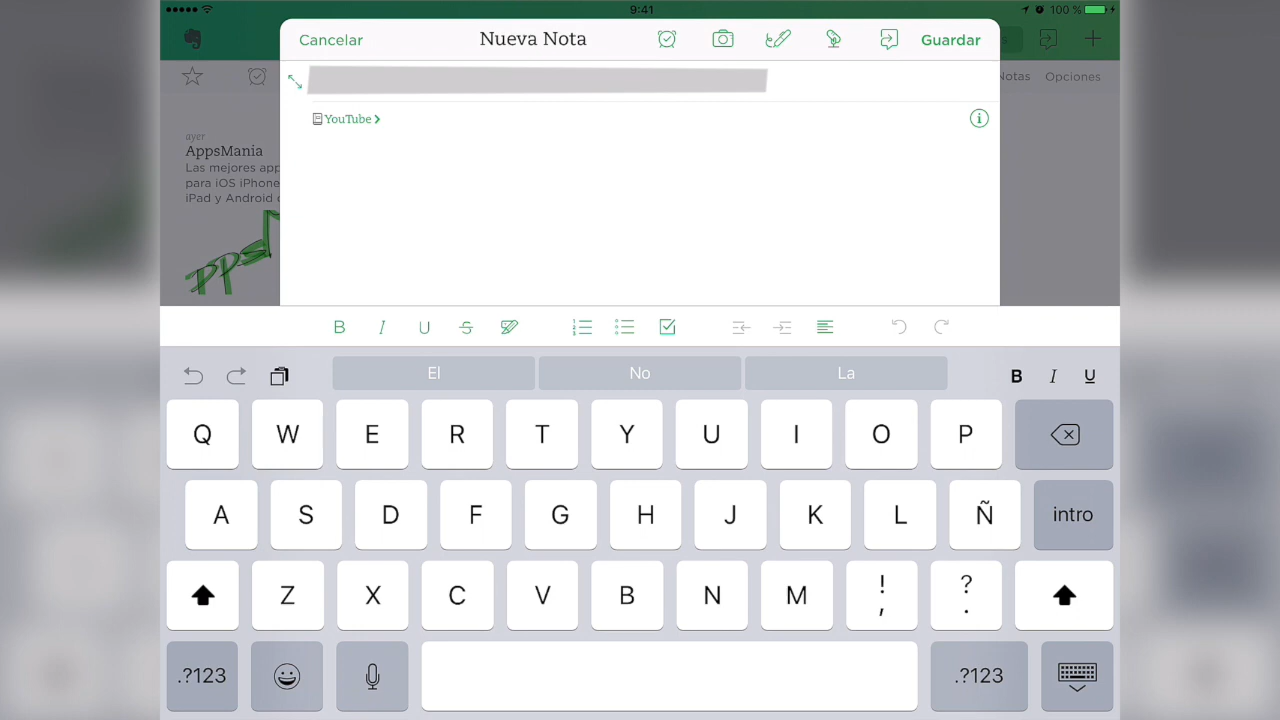 9:41
100 %
Cancelar
Nueva Nota
Guardar
Notas
Opciones
YouTube
ayer
AppsMania
Las mejores app
para iOS iPhone
iPad y Android
pps
B I U S
B I U
El
No
La
Q W E R T Y U I O P
A S D F G H J K L Ñ
intro
Z X C V B N M ! , ? .
.?123
.?123